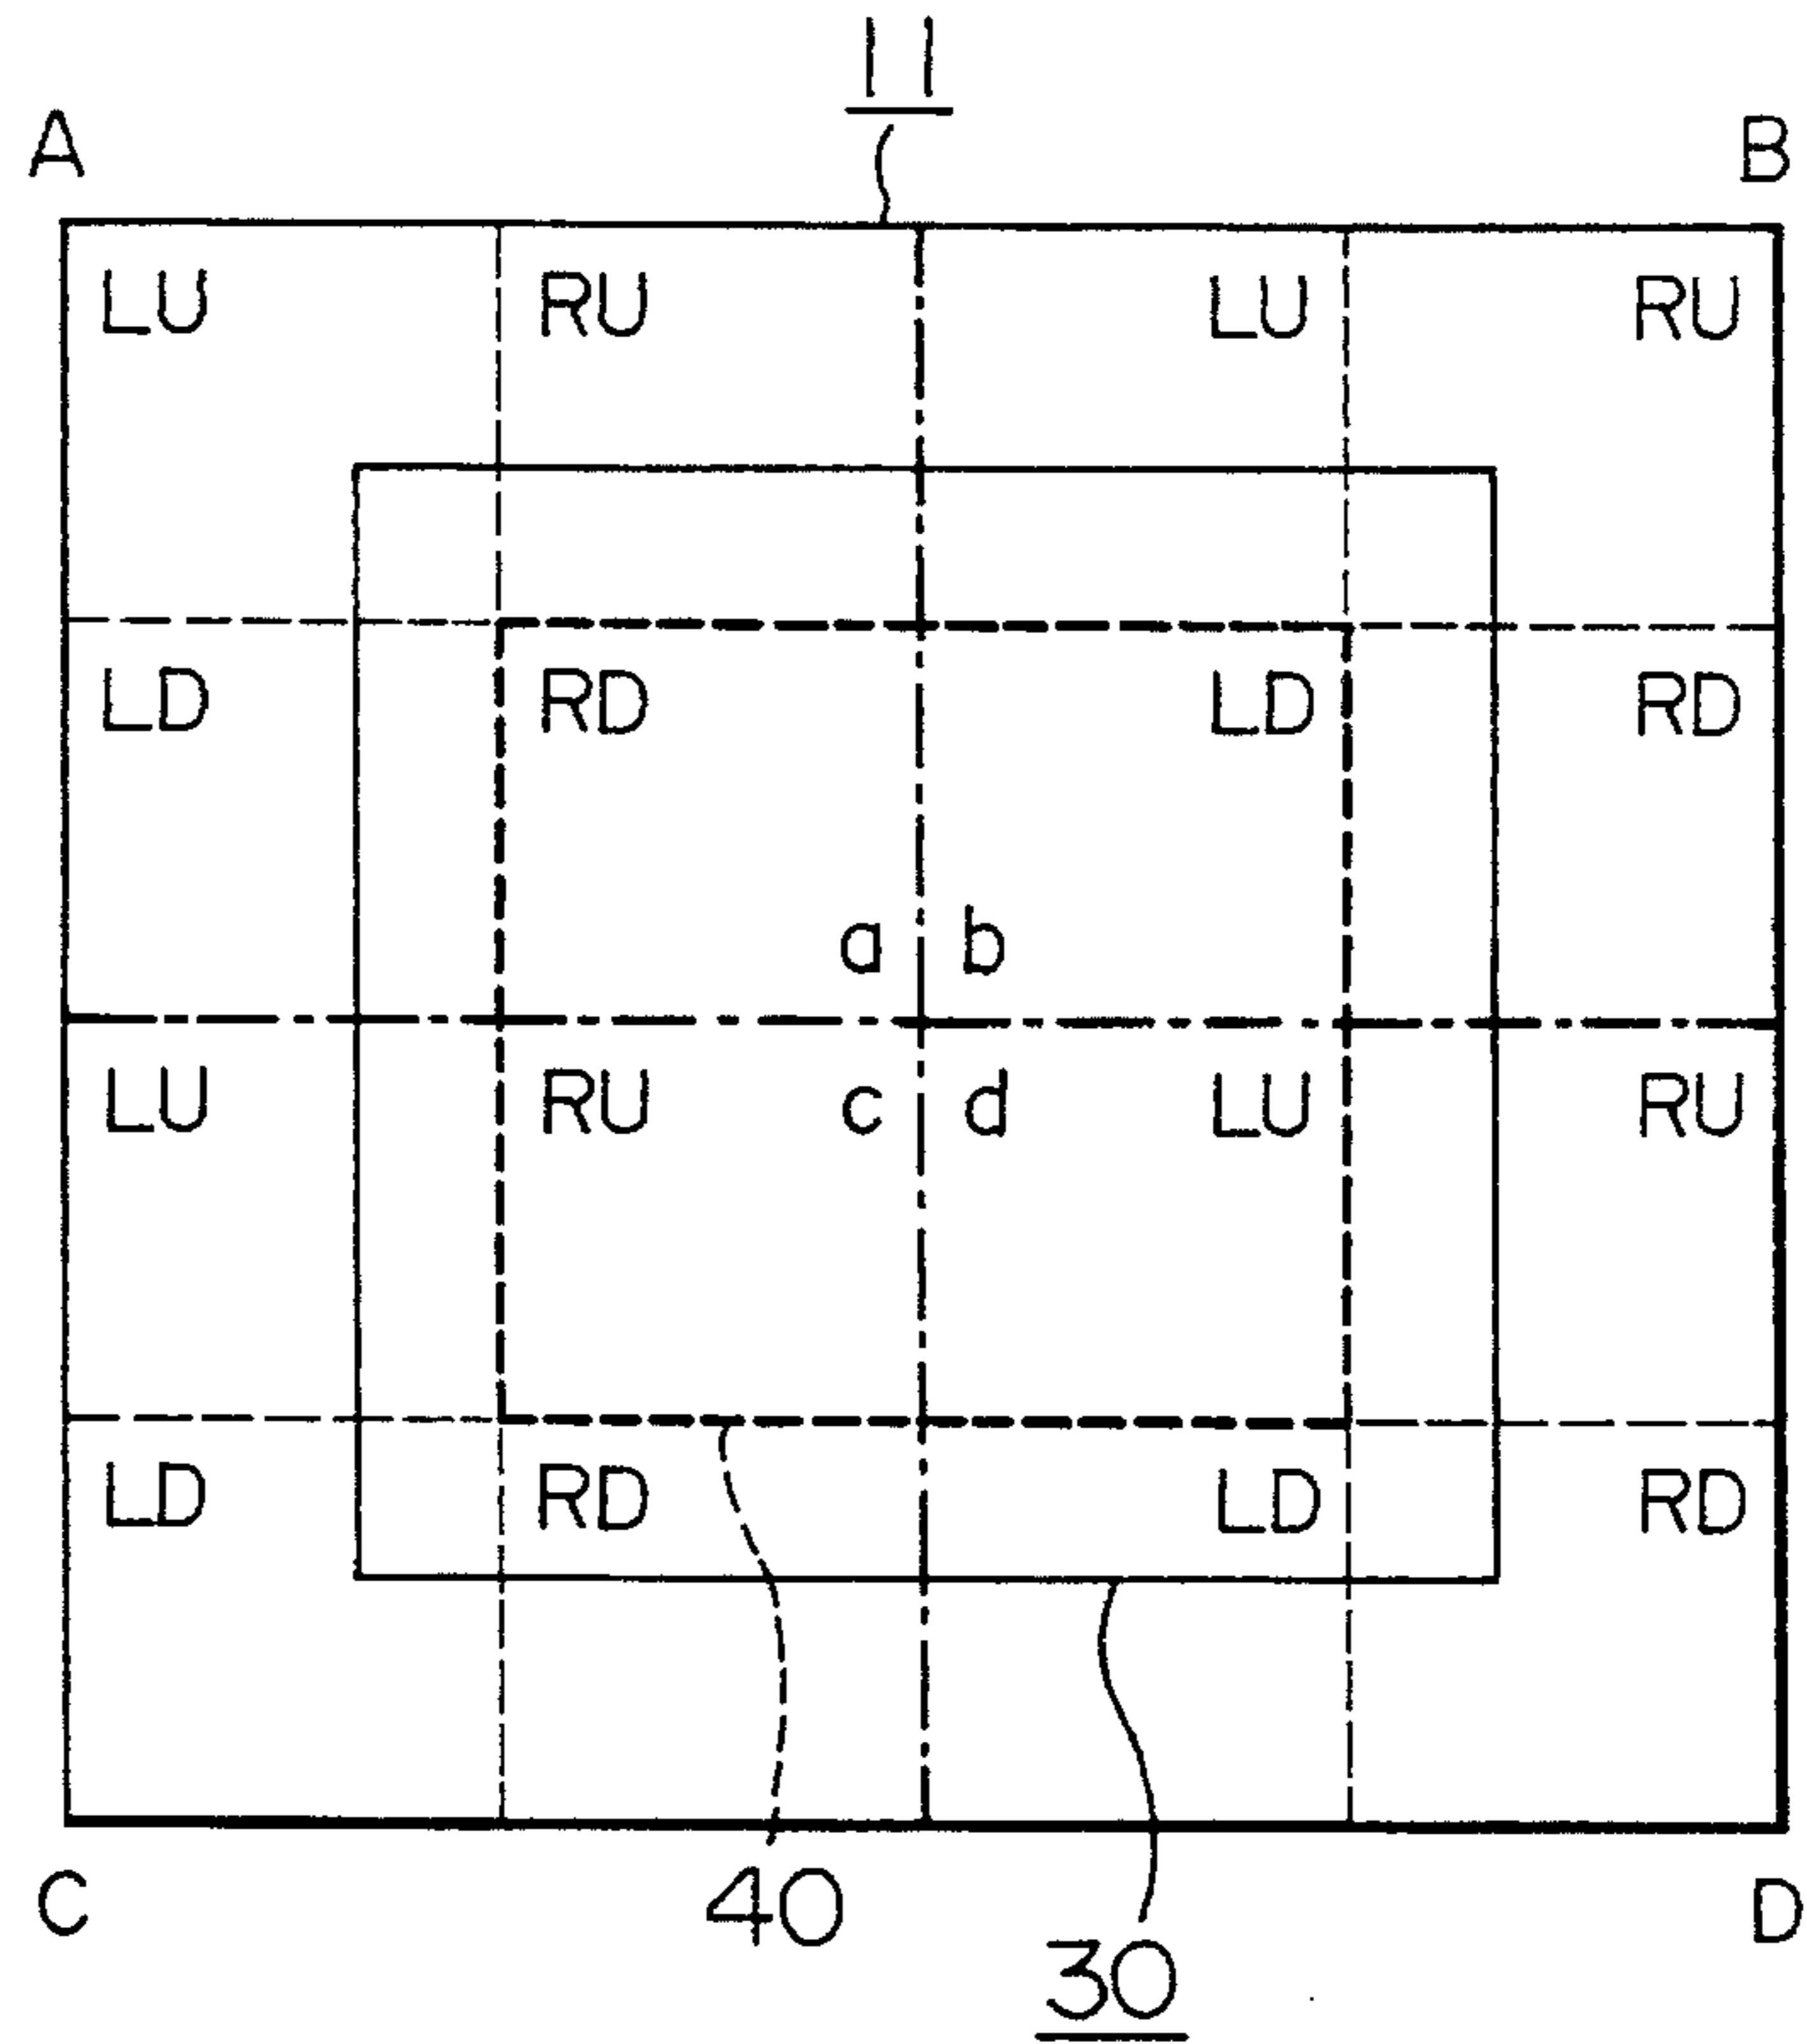 11
A B
LU RU LU RU
LD RD LD RD
a b
LU RU c d LU RU
LD RD LD RD
C 40 D
30